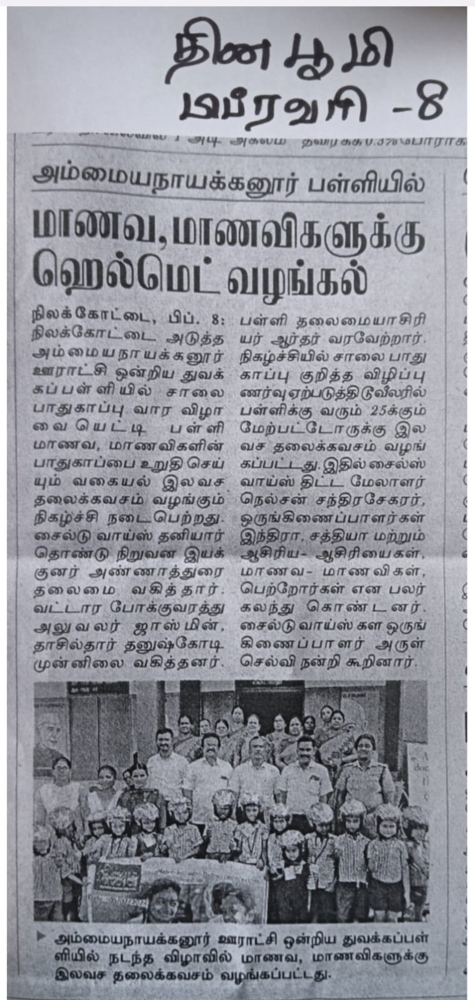 தின பூமி
பிப்ரவரி - 8
அம்மையநாயக்கனூர் பள்ளியில்
மாணவ, மாணவிகளுக்கு
ஹெல்மெட் வழங்கல்
நிலக்கோட்டை, பிப். 8:
நிலக்கோட்டை அடுத்த
அம்மையநாயக்கனூர்
ஊராட்சி ஒன்றிய துவக்
கப்பள்ளியில் சாலை
பாதுகாப்பு வார விழா
வையெட்டி பள்ளி
மாணவ, மாணவிகளின்
பாதுகாப்பை உறுதி செய்
யும் வகையல் இலவச
தலைக்கவசம் வழங்கும்
நிகழ்ச்சி நடைபெற்றது.
சைல்டு வாய்ஸ் தனியார்
தொண்டு நிறுவன இயக்
குனர் அண்ணாத்துரை
தலைமை வகித்தார்.
வட்டார போக்குவரத்து
அலுவலர் ஜாஸ்மின்,
தாசில்தார் தனுஷ்கோடி
முன்னிலை வகித்தனர்.
பள்ளி தலைமையாசிரி
யர் ஆர்தர் வரவேற்றார்.
நிகழ்ச்சியில் சாலை பாது
காப்பு குறித்த விழிப்பு
ணர்வு ஏற்படுத்தி டூவீலரில்
பள்ளிக்கு வரும் 25க்கும்
மேற்பட்டோருக்கு இல
வச தலைக்கவசம் வழங்
கப்பட்டது. இதில் சைல்ஸ்
வாய்ஸ் திட்ட மேலாளர்
நெல்சன் சந்திரசேகரர்,
ஒருங்கிணைப்பாளர்கள்
இந்திரா, சத்தியா மற்றும்
ஆசிரிய- ஆசிரியைகள்,
மாணவ- மாணவிகள்,
பெற்றோர்கள் என பலர்
கலந்து கொண்டனர்.
சைல்டு வாய்ஸ் கள ஒருங்
கிணைப்பாளர் அருள்
செல்வி நன்றி கூறினார்.
அம்மையநாயக்கனூர் ஊராட்சி ஒன்றிய துவக்கப்பள்
ளியில் நடந்த விழாவில் மாணவ, மாணவிகளுக்கு
இலவச தலைக்கவசம் வழங்கப்பட்டது.